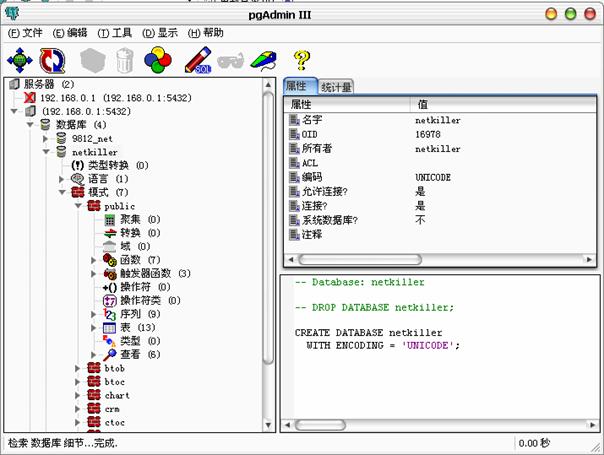 pgAdmin III
(F)文件 (E)编辑 (T)工具 (D)显示 (H)帮助
SQL
服务器 (2)
192.168.0.1 (192.168.0.1:5432)
(192.168.0.1:5432)
数据库 (4)
9812_net
netkiller
类型转换 (0)
语言 (1)
模式 (7)
public
聚集 (0)
转换 (0)
域 (0)
函数 (7)
触发器函数 (3)
操作符 (0)
操作符类 (0)
序列 (9)
表 (13)
类型 (0)
查看 (6)
btob
btoc
chart
crm
ctoc
属性 统计量
属性 值
名字 netkiller
OID 16978
所有者 netkiller
ACL
编码 UNICODE
允许连接? 是
连接? 是
系统数据库? 不
注释
-- Database: netkiller
-- DROP DATABASE netkiller;
CREATE DATABASE netkiller
WITH ENCODING = 'UNICODE';
检索 数据库 细节...完成. 0.00 秒